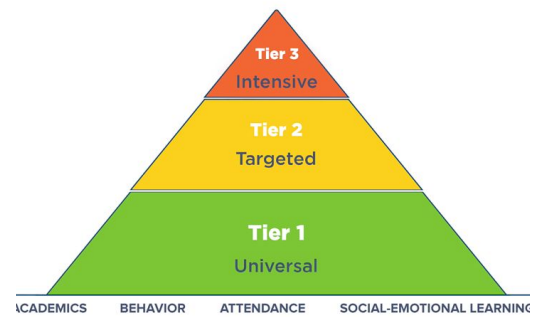 Tier 3
Intensive
Tier 2
Targeted
Tier 1
Universal
ACADEMICS BEHAVIOR ATTENDANCE SOCIAL-EMOTIONAL LEARNING